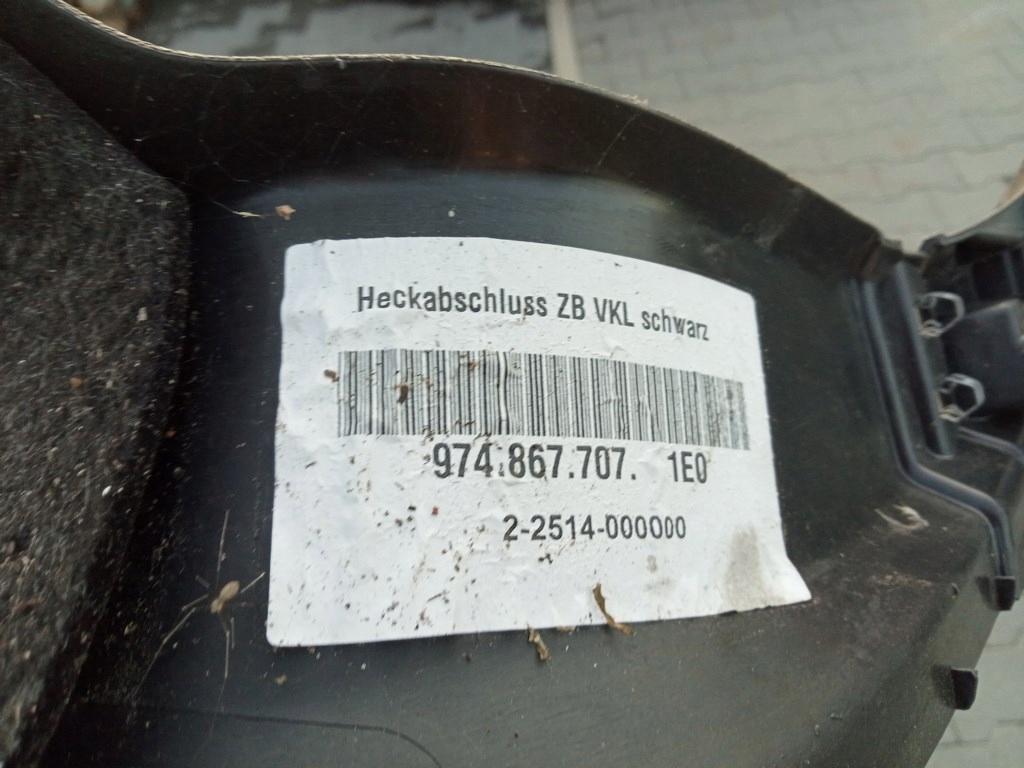 Heckabschluss ZB VKL schwarz
974.867.707. 1E0
2-2514-000000